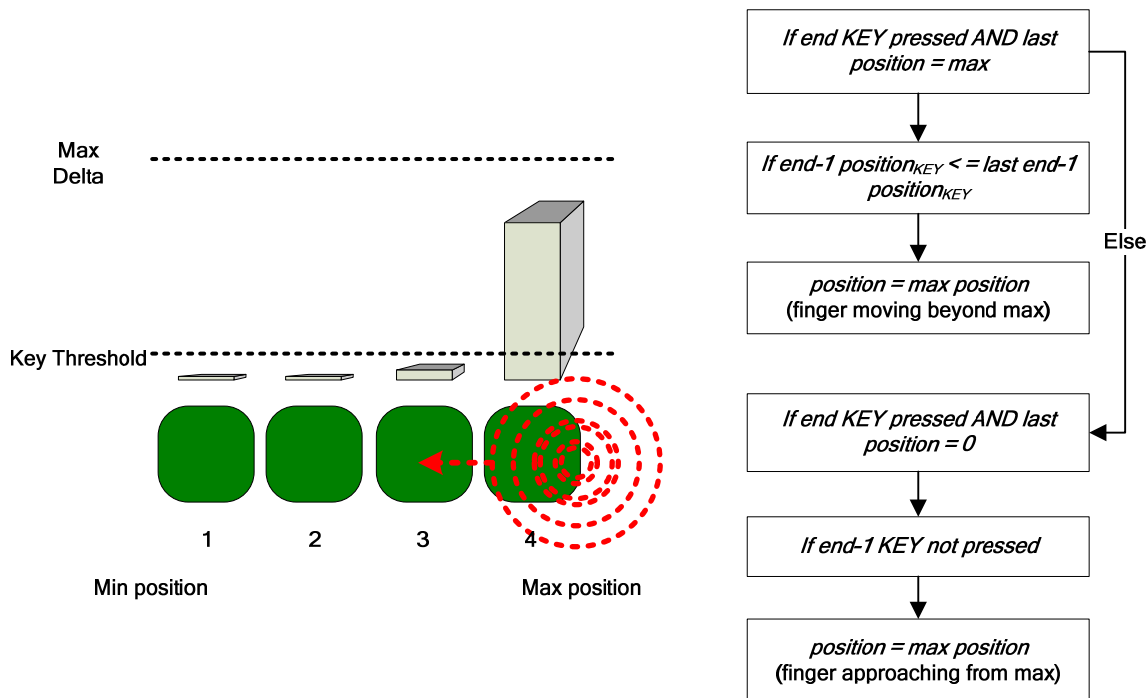 Max
Delta
Key Threshold
1
2
3
4
Min position
Max position
If end KEY pressed AND last
position = max
If end-1 positionKEY < = last end-1
positionKEY
position = max position
(finger moving beyond max)
Else
If end KEY pressed AND last
position = 0
If end-1 KEY not pressed
position = max position
(finger approaching from max)